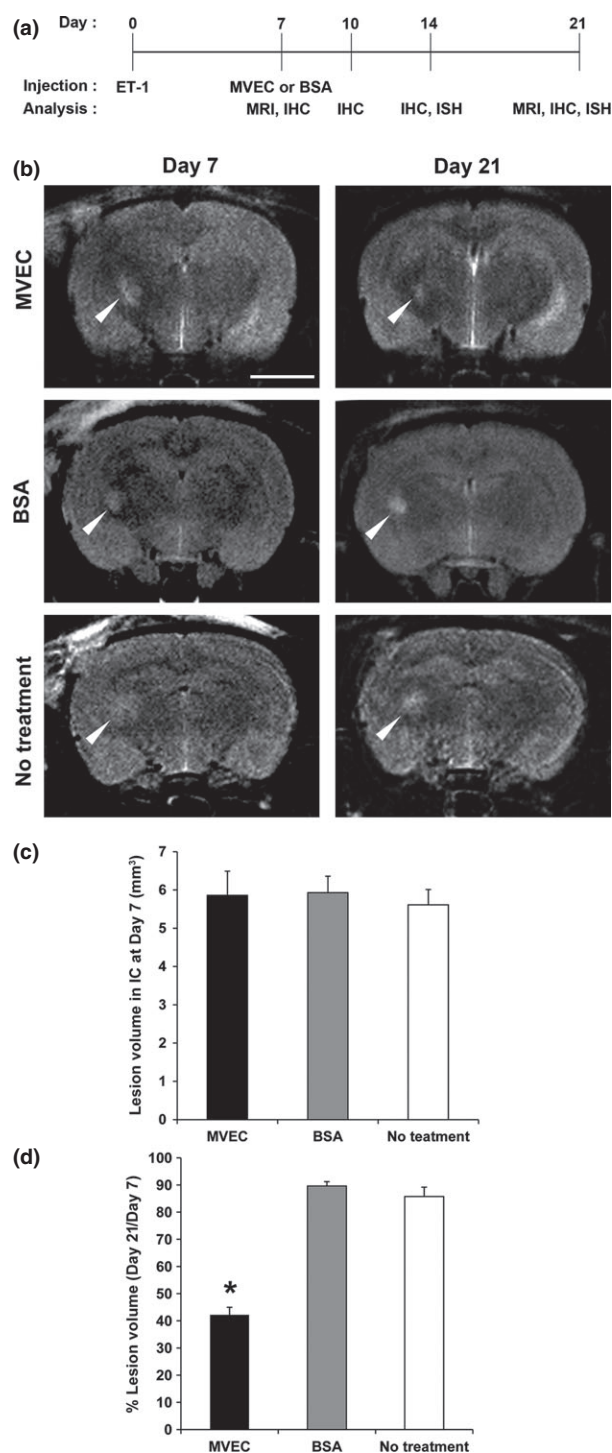 (a)
Day : 0 7 10 14 21
Injection : ET-1 MVEC or BSA
Analysis : MRI, IHC IHC IHC, ISH MRI, IHC, ISH
(b)
Day 7 Day 21
MVEC
BSA
No treatment
(c)
Lesion volume in IC at Day 7 (mm³)
7
6
5
4
3
2
1
0
MVEC BSA No teatment
(d)
% Lesion volume (Day 21/Day 7)
100
90
80
70
60
50
40
30
20
10
0
*
MVEC BSA No treatment